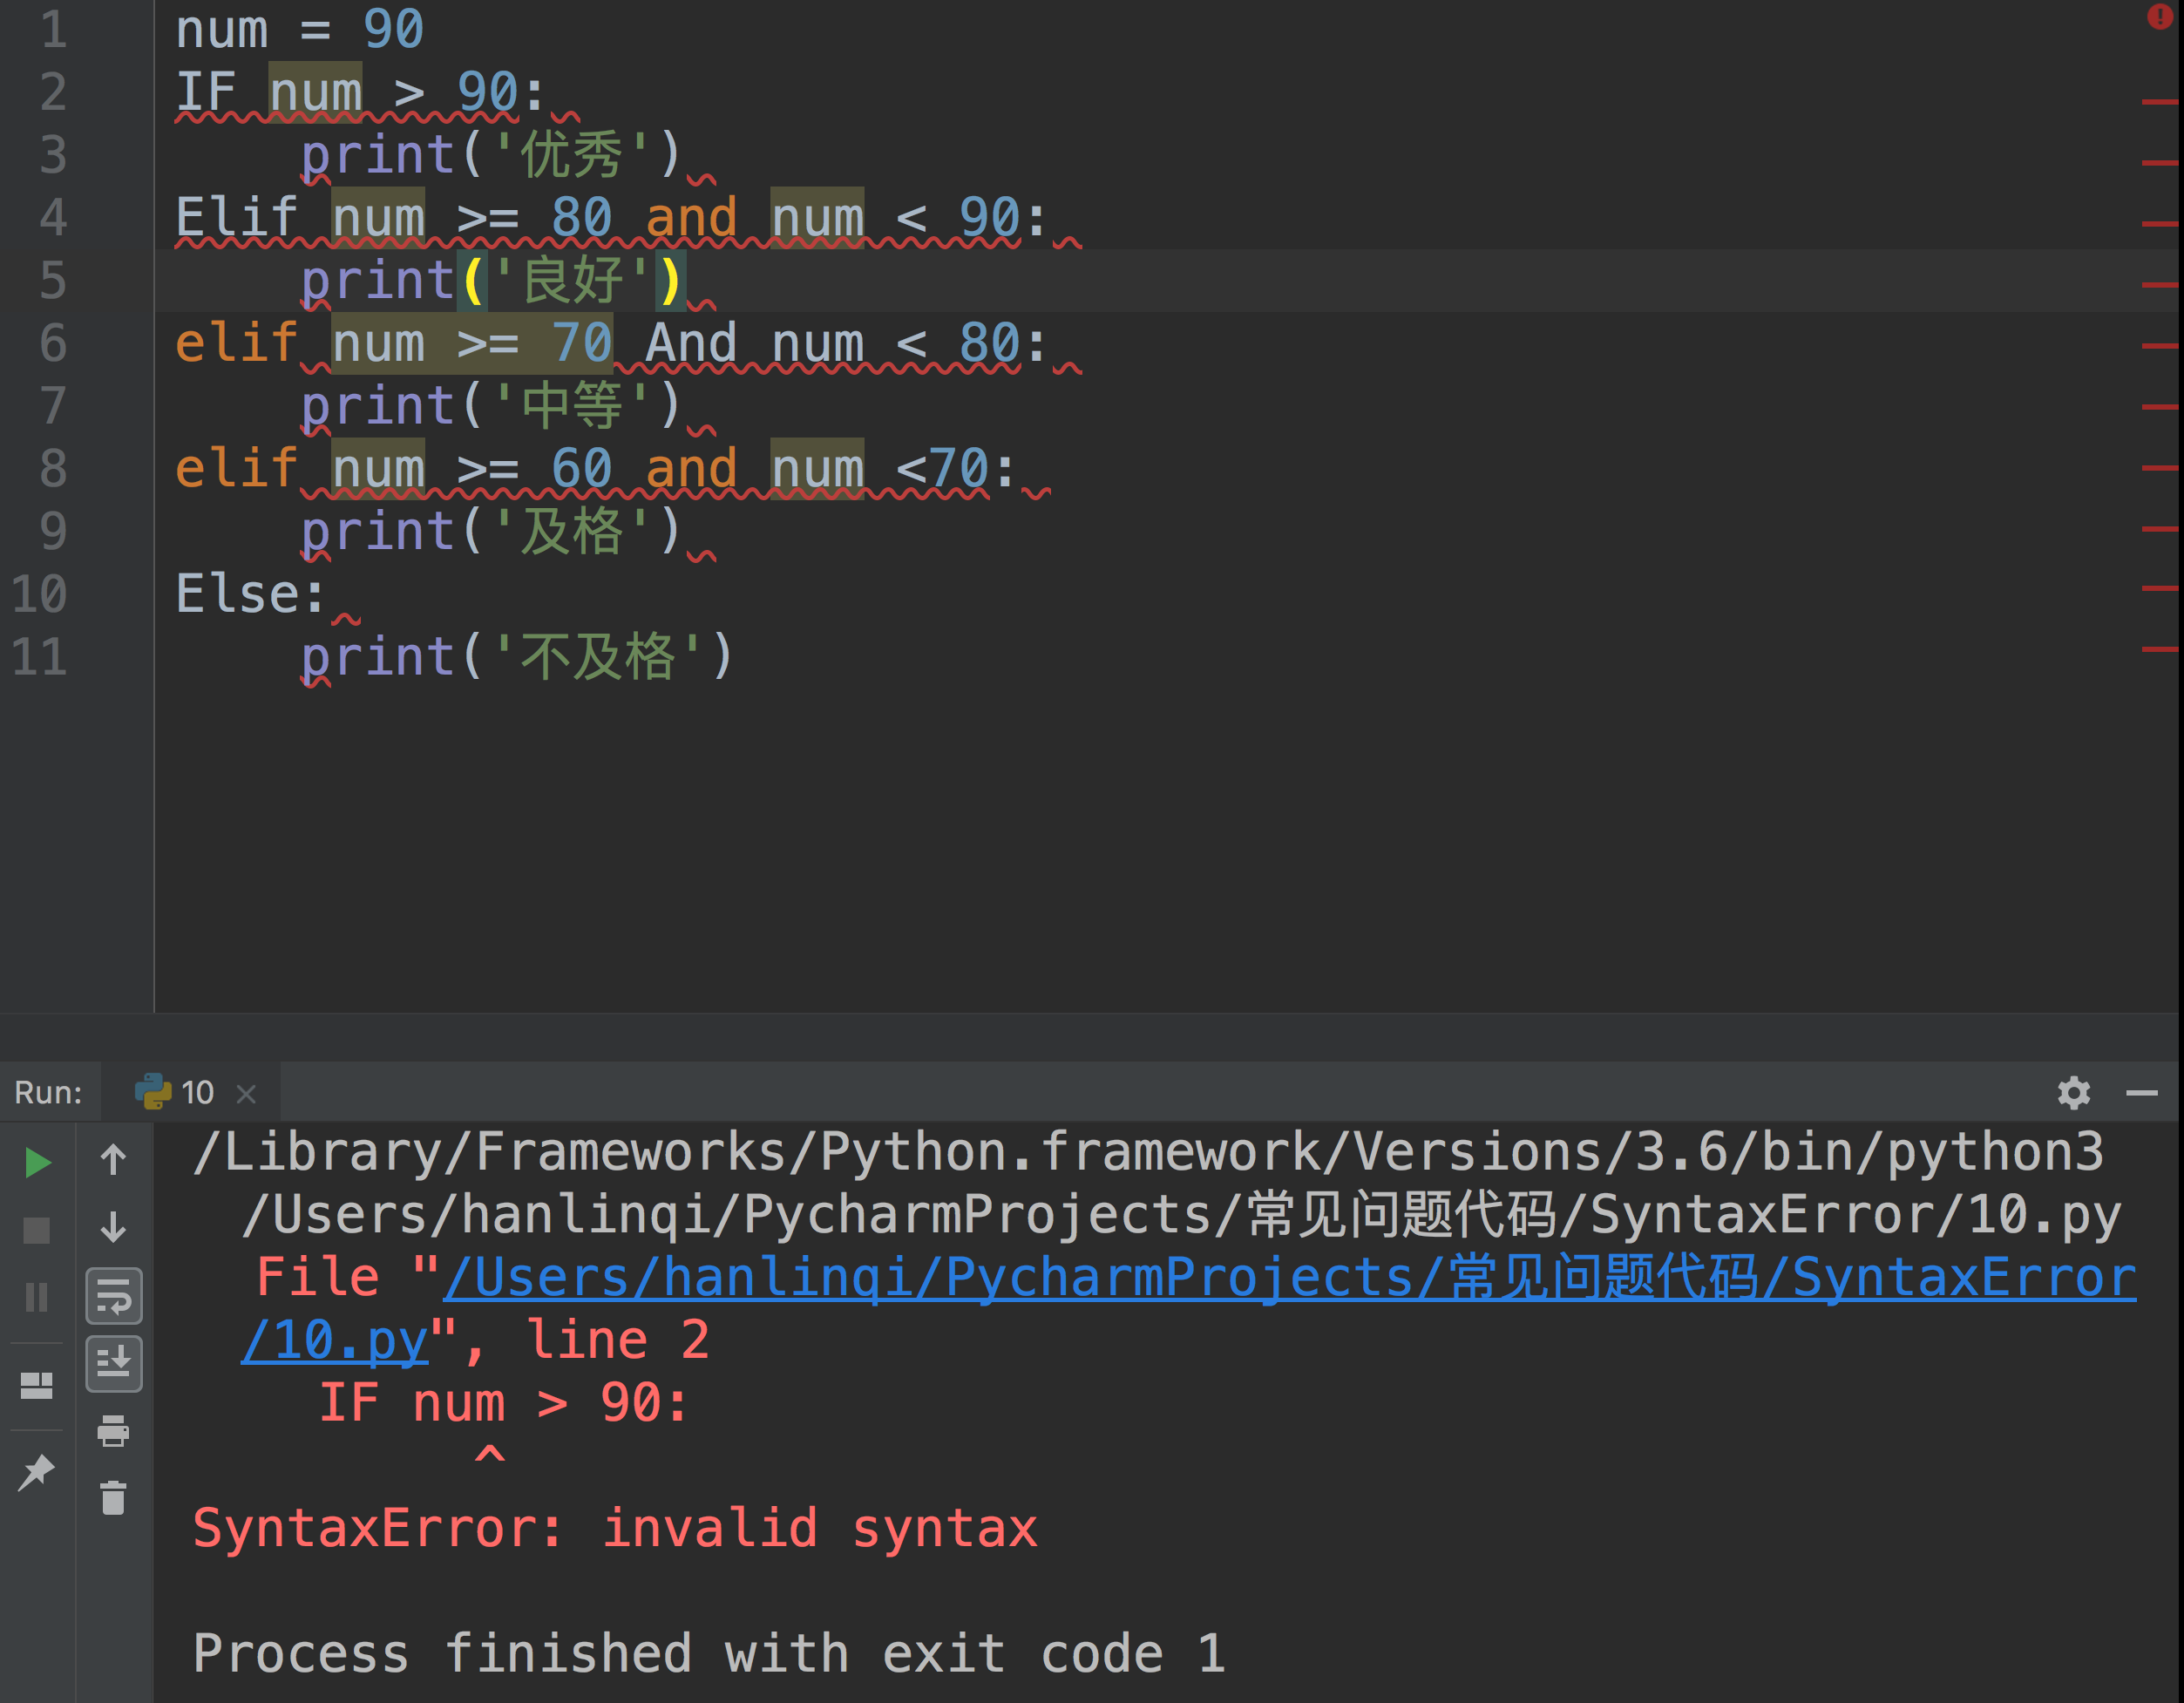 1 num = 90
2 IF num > 90:
3     print('优秀')
4 Elif num >= 80 and num < 90:
5     print('良好')
6 elif num >= 70 And num < 80:
7     print('中等')
8 elif num >= 60 and num <70:
9     print('及格')
10 Else:
11     print('不及格')
Run: 10
/Library/Frameworks/Python.framework/Versions/3.6/bin/python3
/Users/hanlinqi/PycharmProjects/常见问题代码/SyntaxError/10.py
File "/Users/hanlinqi/PycharmProjects/常见问题代码/SyntaxError
/10.py", line 2
IF num > 90:
^
SyntaxError: invalid syntax
Process finished with exit code 1